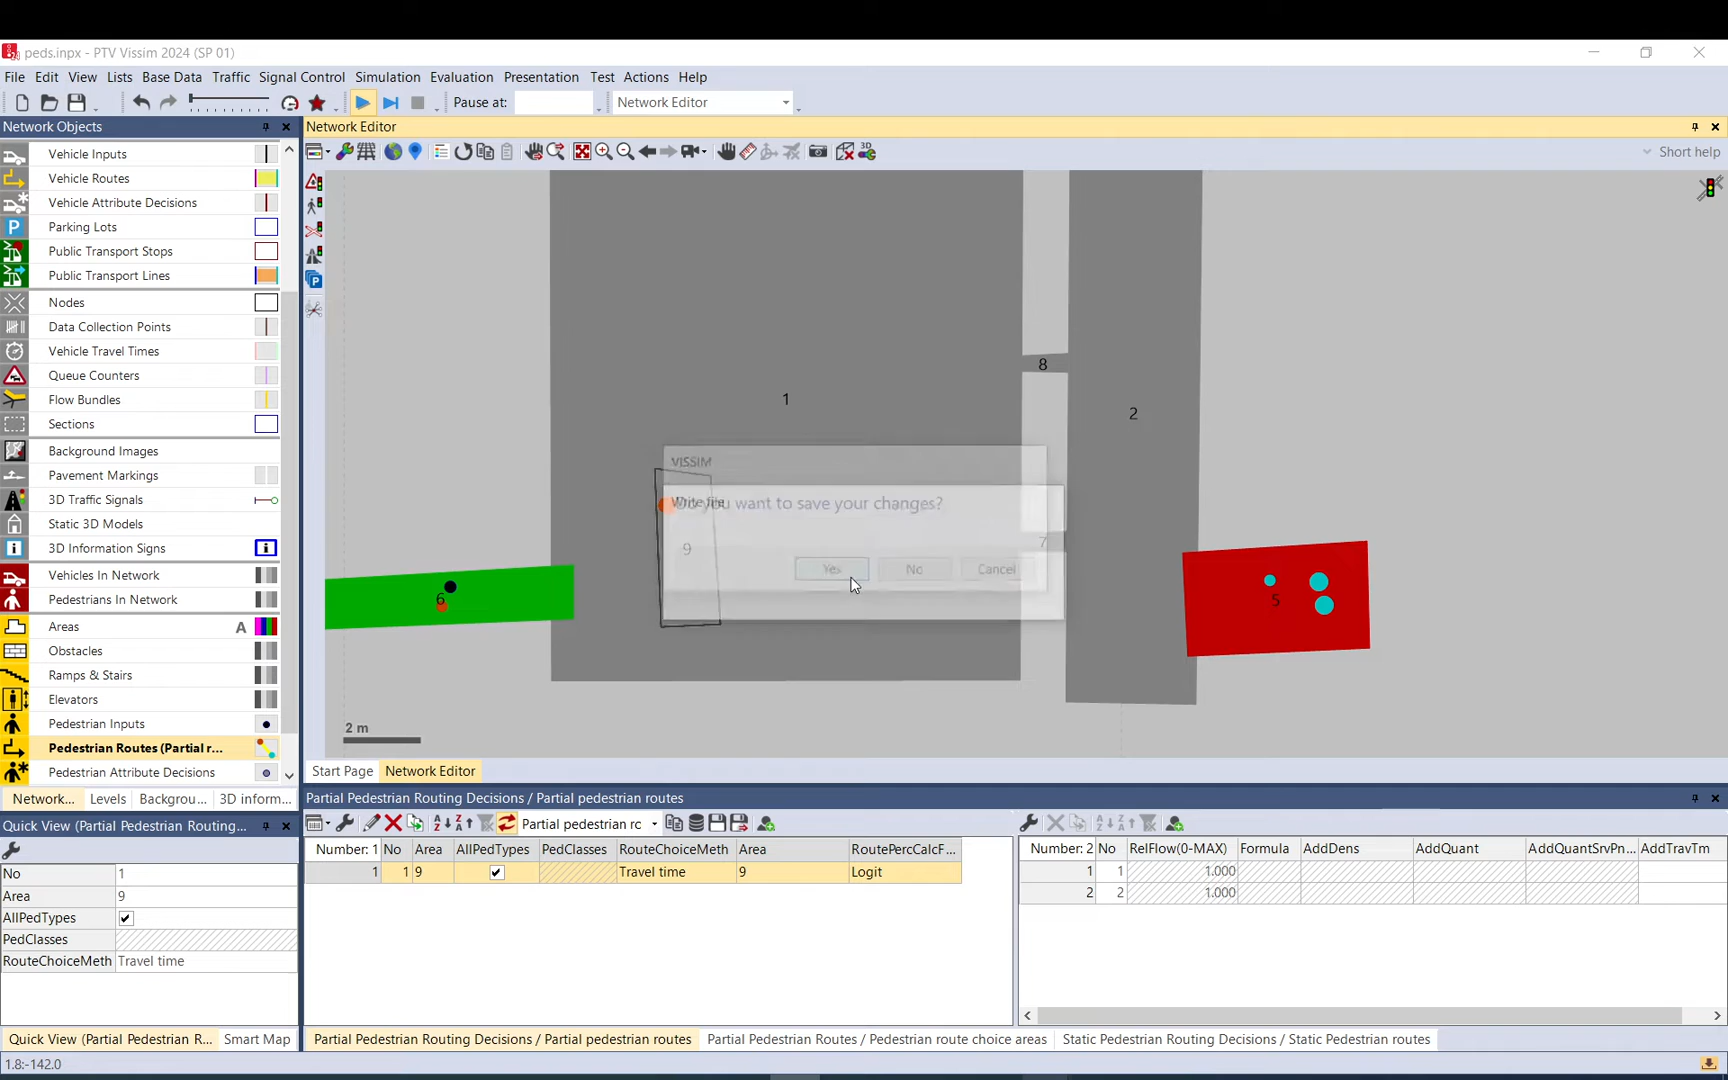 peds.inpx - PTV Vissim 2024 (SP 01)
File Edit View Lists Base Data Traffic Signal Control Simulation Evaluation Presentation Test Actions Help
Pause at: Network Editor
Network Objects
Network Editor
Short help
Vehicle Inputs
Vehicle Routes
Vehicle Attribute Decisions
Parking Lots
Public Transport Stops
Public Transport Lines
Nodes
Data Collection Points
Vehicle Travel Times
Queue Counters
Flow Bundles
Sections
Background Images
Pavement Markings
3D Traffic Signals
Static 3D Models
3D Information Signs
Vehicles In Network
Pedestrians In Network
Areas A
Obstacles
Ramps & Stairs
Elevators
Pedestrian Inputs
Pedestrian Routes (Partial r...
Pedestrian Attribute Decisions
Network... Levels Backgrou... 3D inform...
1
8
2
VISSIM
Write file
Do you want to save your changes?
9
7
Yes No Cancel
6
5
2 m
Start Page Network Editor
Quick View (Partial Pedestrian Routing...
No 1
Area 9
AllPedTypes
PedClasses
RouteChoiceMeth Travel time
Quick View (Partial Pedestrian R... Smart Map
Partial Pedestrian Routing Decisions / Partial pedestrian routes
Partial pedestrian rc
Number: 1 No Area AllPedTypes PedClasses RouteChoiceMeth Area RoutePercCalcF...
1 1 9 Travel time 9 Logit
Number: 2 No RelFlow(0-MAX) Formula AddDens AddQuant AddQuantSrvPn... AddTravTm
1 1 1.000
2 2 1.000
Partial Pedestrian Routing Decisions / Partial pedestrian routes Partial Pedestrian Routes / Pedestrian route choice areas Static Pedestrian Routing Decisions / Static Pedestrian routes
1.8:-142.0